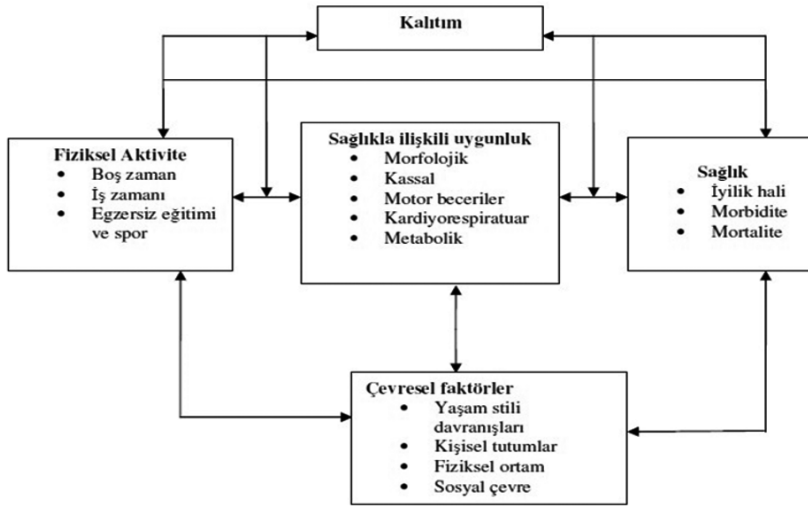 Kalıtım
Fiziksel Aktivite
• Boş zaman
• İş zamanı
• Egzersiz eğitimi
ve spor
Sağlıkla ilişkili uygunluk
• Morfolojik
• Kassal
• Motor beceriler
• Kardiyorespiratuar
• Metabolik
Sağlık
• İyilik hali
• Morbidite
• Mortalite
Çevresel faktörler
• Yaşam stili
davranışları
• Kişisel tutumlar
• Fiziksel ortam
• Sosyal çevre